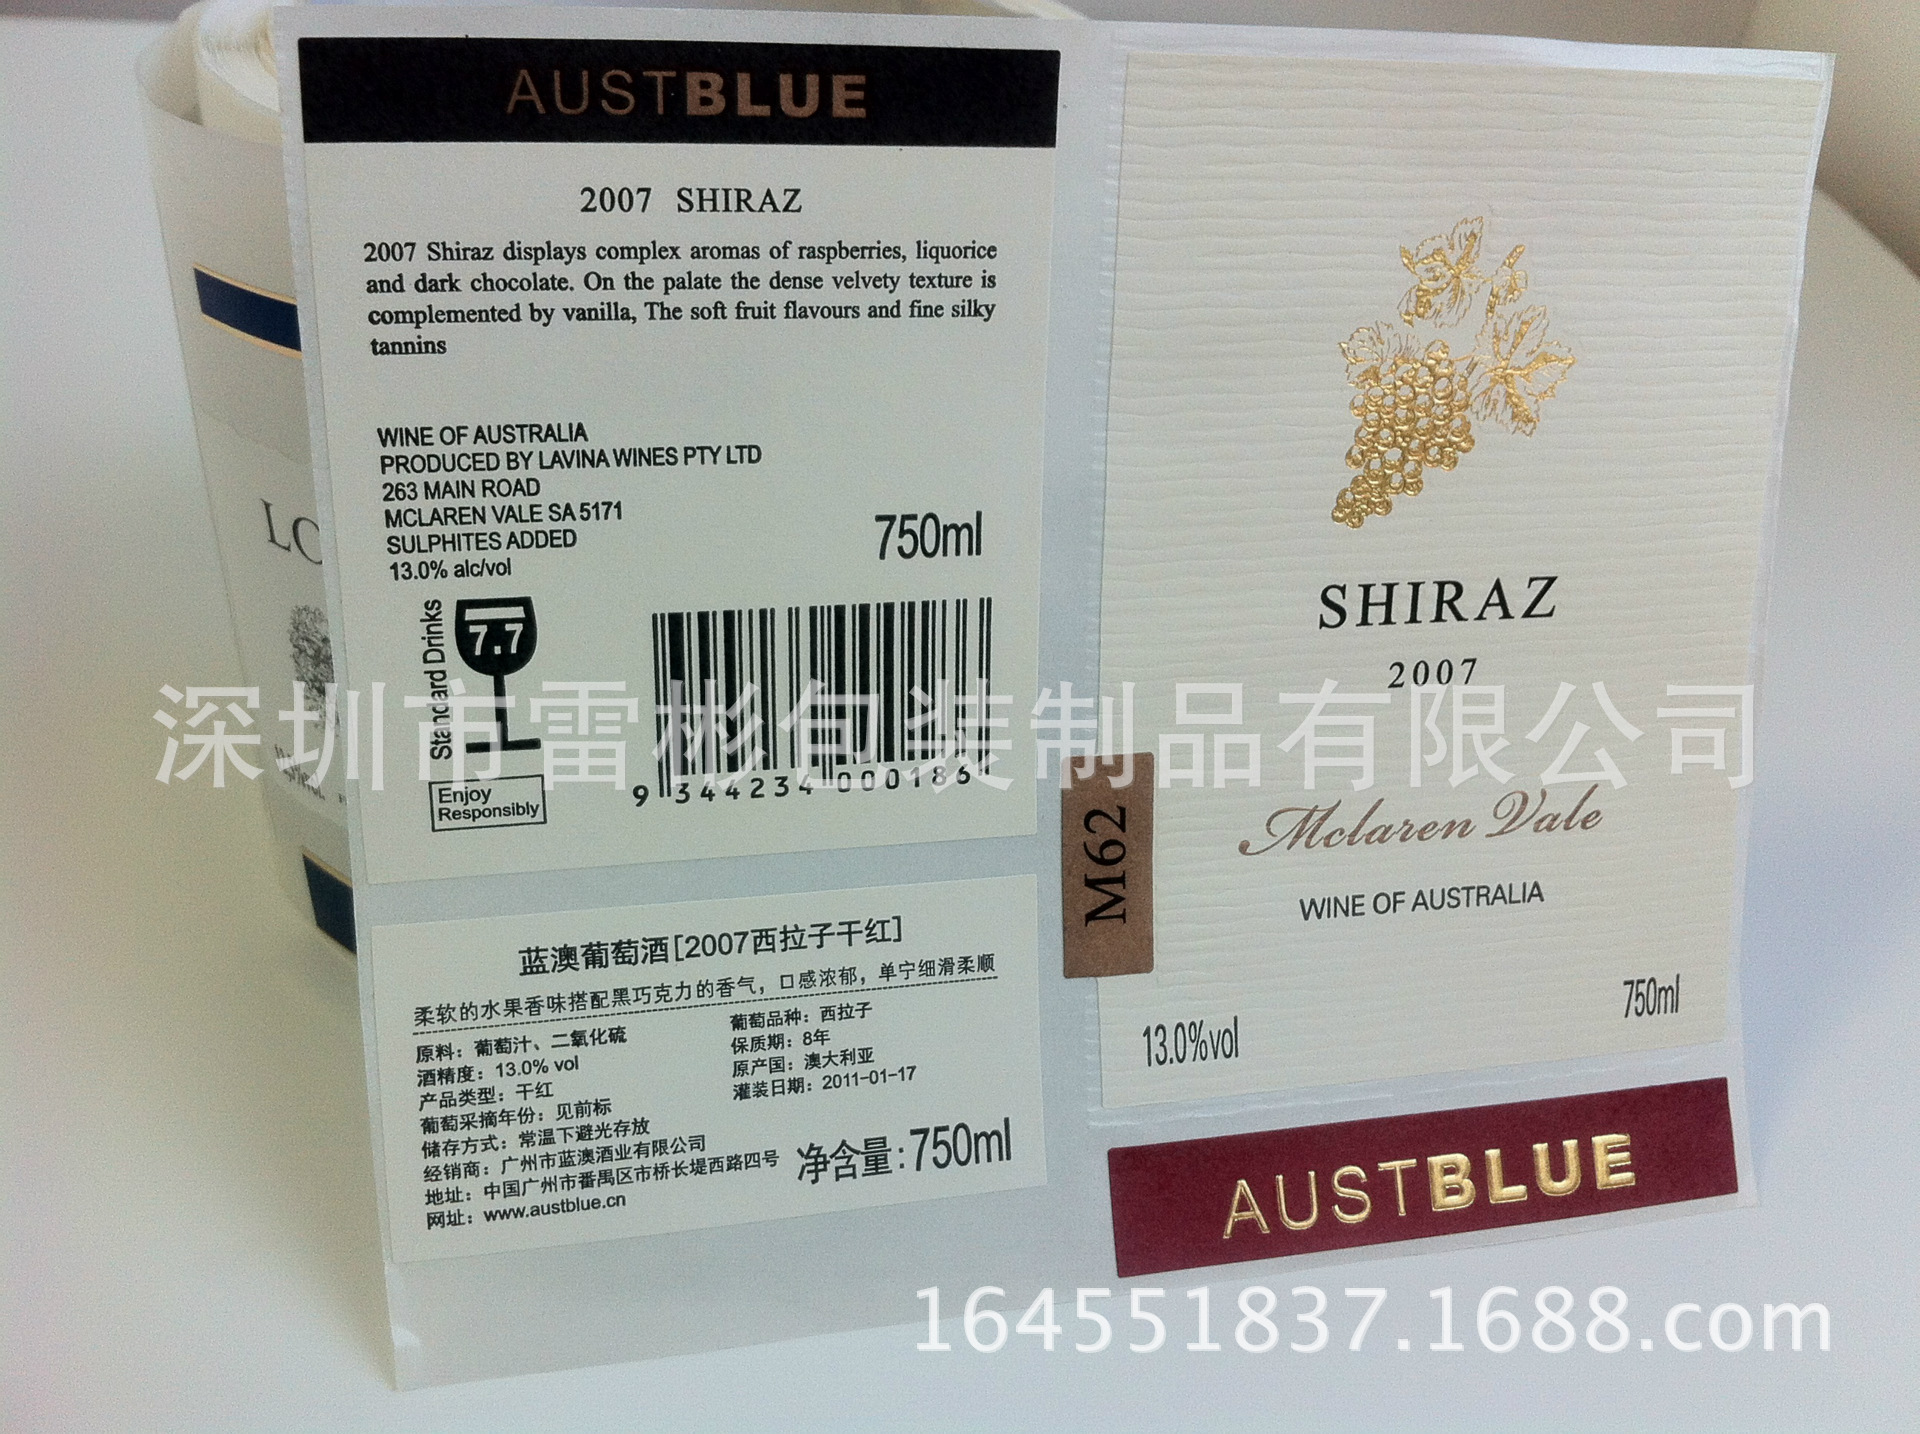 AUSTBLUE
2007 SHIRAZ
2007 Shiraz displays complex aromas of raspberries, liquorice
and dark chocolate. On the palate the dense velvety texture is
complemented by vanilla, The soft fruit flavours and fine silky
tannins
WINE OF AUSTRALIA
PRODUCED BY LAVINA WINES PTY LTD
263 MAIN ROAD
MCLAREN VALE SA 5171
SULPHITES ADDED
13.0% alc/vol
750ml
Standard Drinks
7.7
Enjoy
Responsibly
9 344234 000186
蓝澳葡萄酒[2007西拉子干红]
柔软的水果香味搭配黑巧克力的香气，口感浓郁，单宁细滑柔顺
原料：葡萄汁、二氧化硫
酒精度：13.0% vol
产品类型：干红
葡萄采摘年份：见前标
储存方式：常温下避光存放
经销商：广州市蓝澳酒业有限公司
地址：中国广州市番禺区市桥长堤西路四号
网址：www.austblue.cn
葡萄品种：西拉子
保质期：8年
原产国：澳大利亚
灌装日期：2011-01-17
净含量:750ml
SHIRAZ
2007
M62
Mclaren Vale
WINE OF AUSTRALIA
13.0%vol
750ml
AUSTBLUE
LO
深圳市雷彬包装制品有限公司
164551837.1688.com